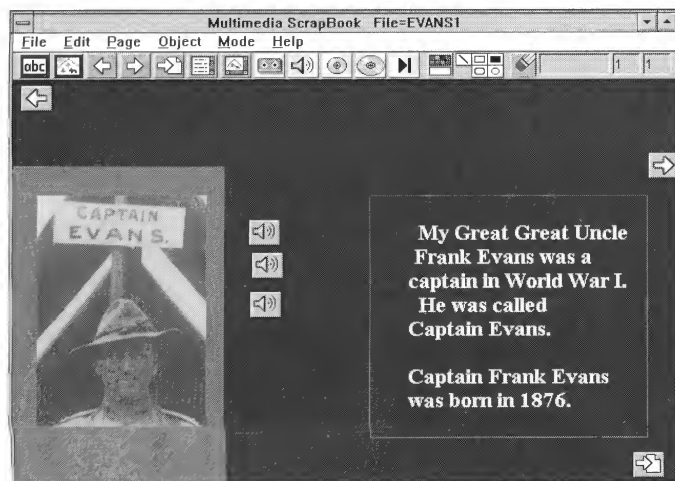 Multimedia ScrapBook File=EVANS1
File Edit Page Object Mode Help
abc 1 1
CAPTAIN
EVANS.
My Great Great Uncle
Frank Evans was a
captain in World War I.
He was called
Captain Evans.
Captain Frank Evans
was born in 1876.